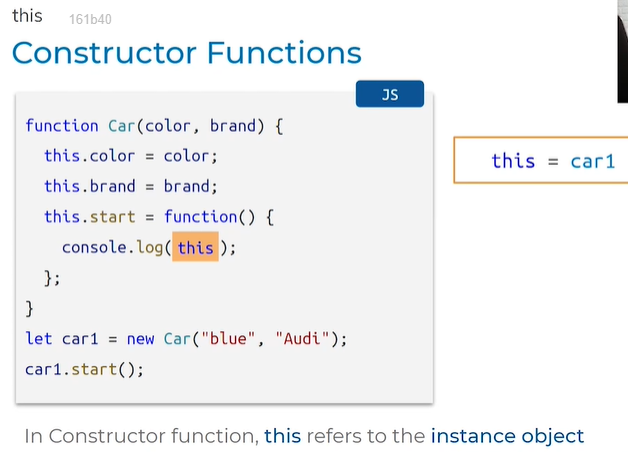 this 161b40
Constructor Functions
JS
function Car(color, brand) {
  this.color = color;
  this.brand = brand;
  this.start = function() {
    console.log(this);
  };
}
let car1 = new Car("blue", "Audi");
car1.start();
this = car1
In Constructor function, this refers to the instance object